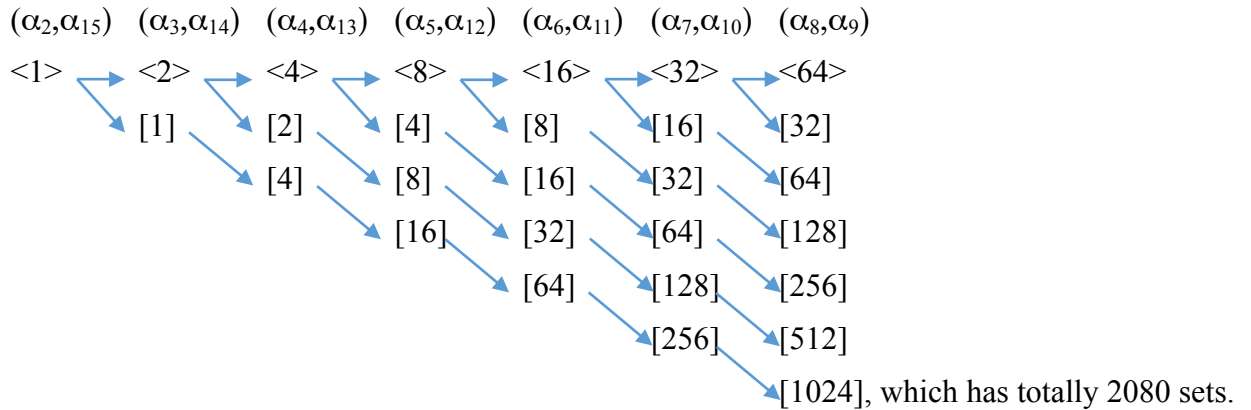 (α₂,α₁₅) (α₃,α₁₄) (α₄,α₁₃) (α₅,α₁₂) (α₆,α₁₁) (α₇,α₁₀) (α₈,α₉)
<1> <2> <4> <8> <16> <32> <64>
[1] [2] [4] [8] [16] [32]
[4] [8] [16] [32] [64]
[16] [32] [64] [128]
[64] [128] [256]
[256] [512]
[1024], which has totally 2080 sets.